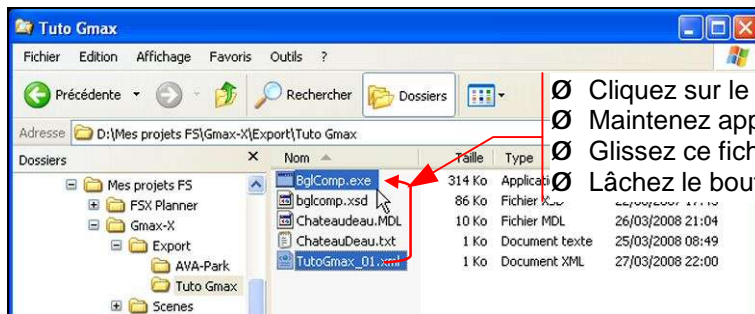 Tuto Gmax
Fichier Edition Affichage Favoris Outils ?
Précédente Rechercher Dossiers
Ø Cliquez sur le
Ø Maintenez app
Ø Glissez ce fich
Ø Lâchez le bout
Adresse D:\Mes projets FS\Gmax-X\Export\Tuto Gmax
Dossiers × Nom Taille Type
Mes projets FS
FSX Planner
Gmax-X
Export
AVA-Park
Tuto Gmax
Scenes
BglComp.exe 314 Ko Applicati
bglcomp.xsd 86 Ko Fichier
Chateaudeau.MDL 10 Ko Fichier MDL 26/03/2008 21:04
ChateauDeau.txt 1 Ko Document texte 25/03/2008 08:49
TutoGmax_01.xml 1 Ko Document XML 27/03/2008 22:00